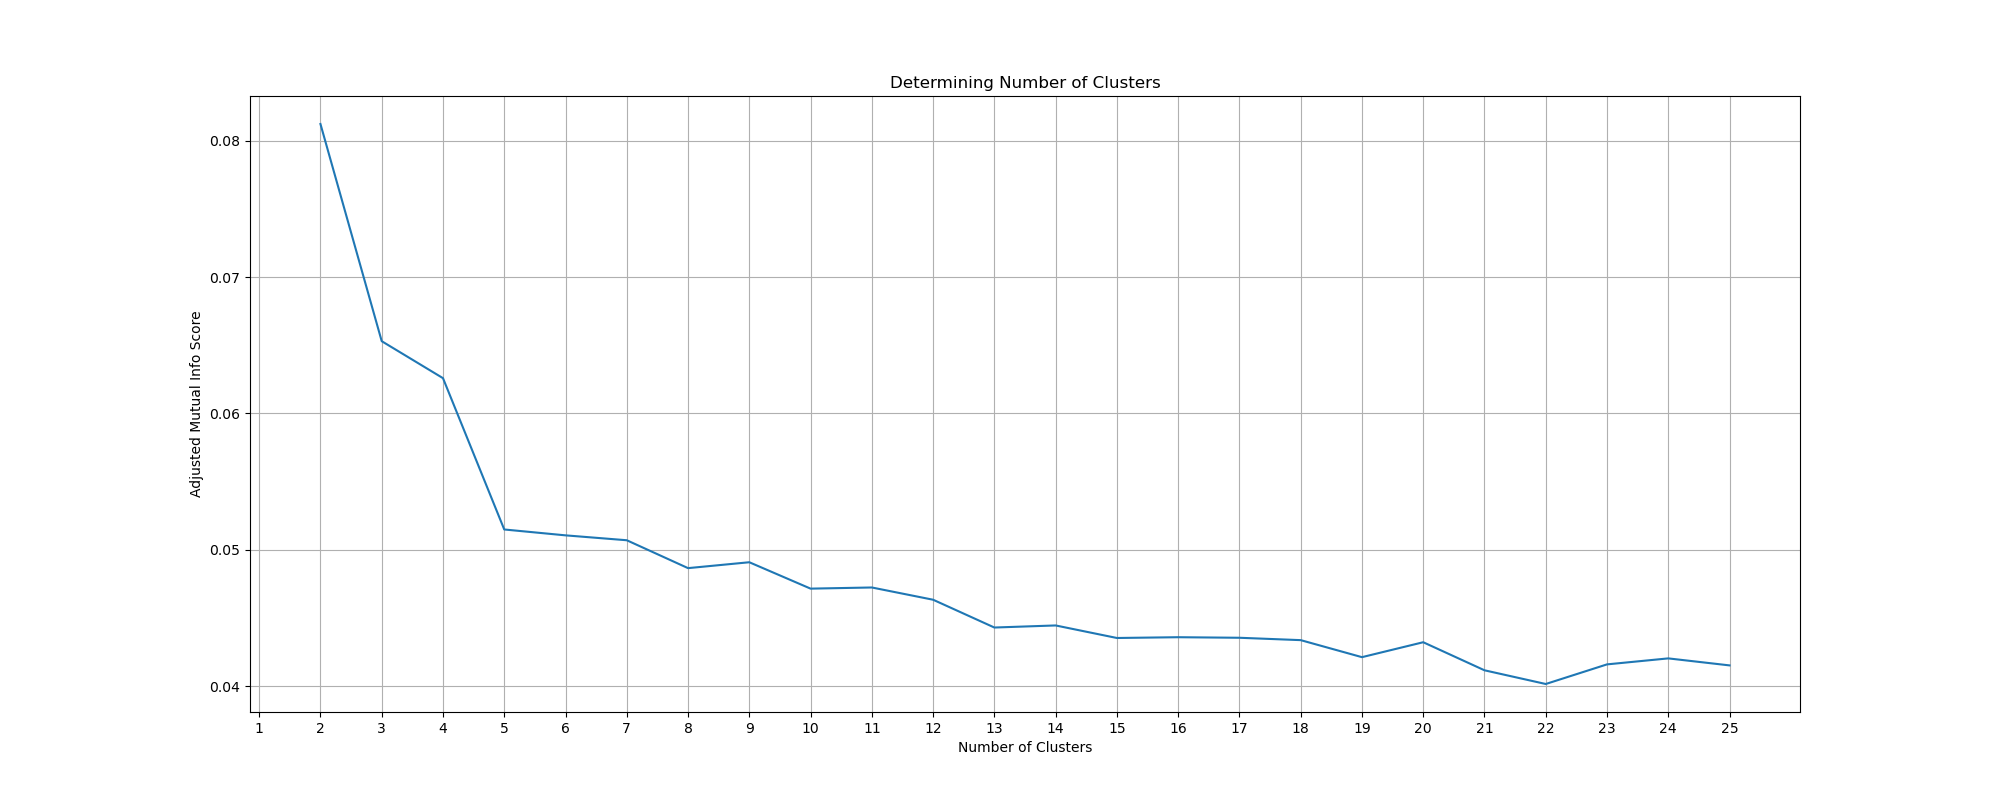 Determining Number of Clusters
Adjusted Mutual Info Score
0.08
0.07
0.06
0.05
0.04
1 2 3 4 5 6 7 8 9 10 11 12 13 14 15 16 17 18 19 20 21 22 23 24 25
Number of Clusters